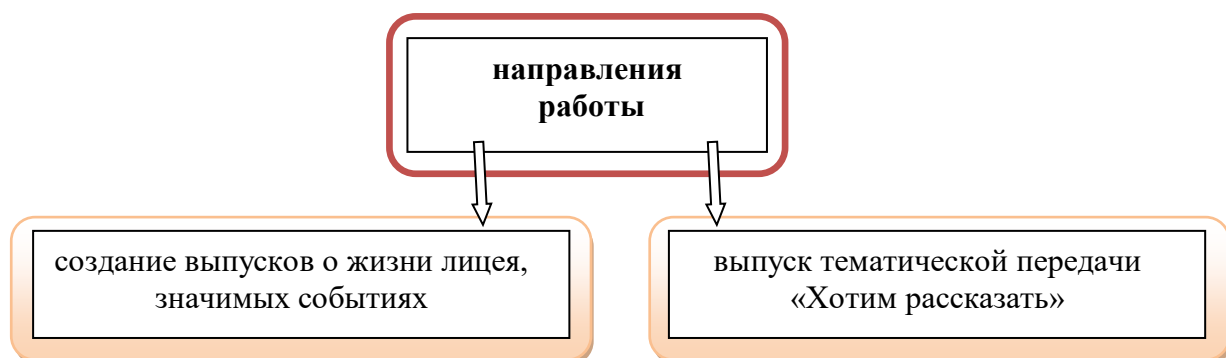 направления
работы
создание выпусков о жизни лицея,
значимых событиях
выпуск тематической передачи
«Хотим рассказать»